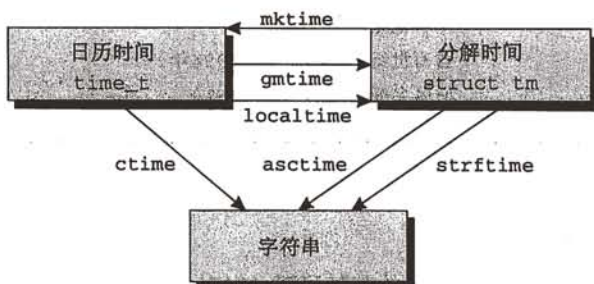 mktime
日历时间
time_t
分解时间
struct tm
gmtime
localtime
ctime
asctime
strftime
字符串